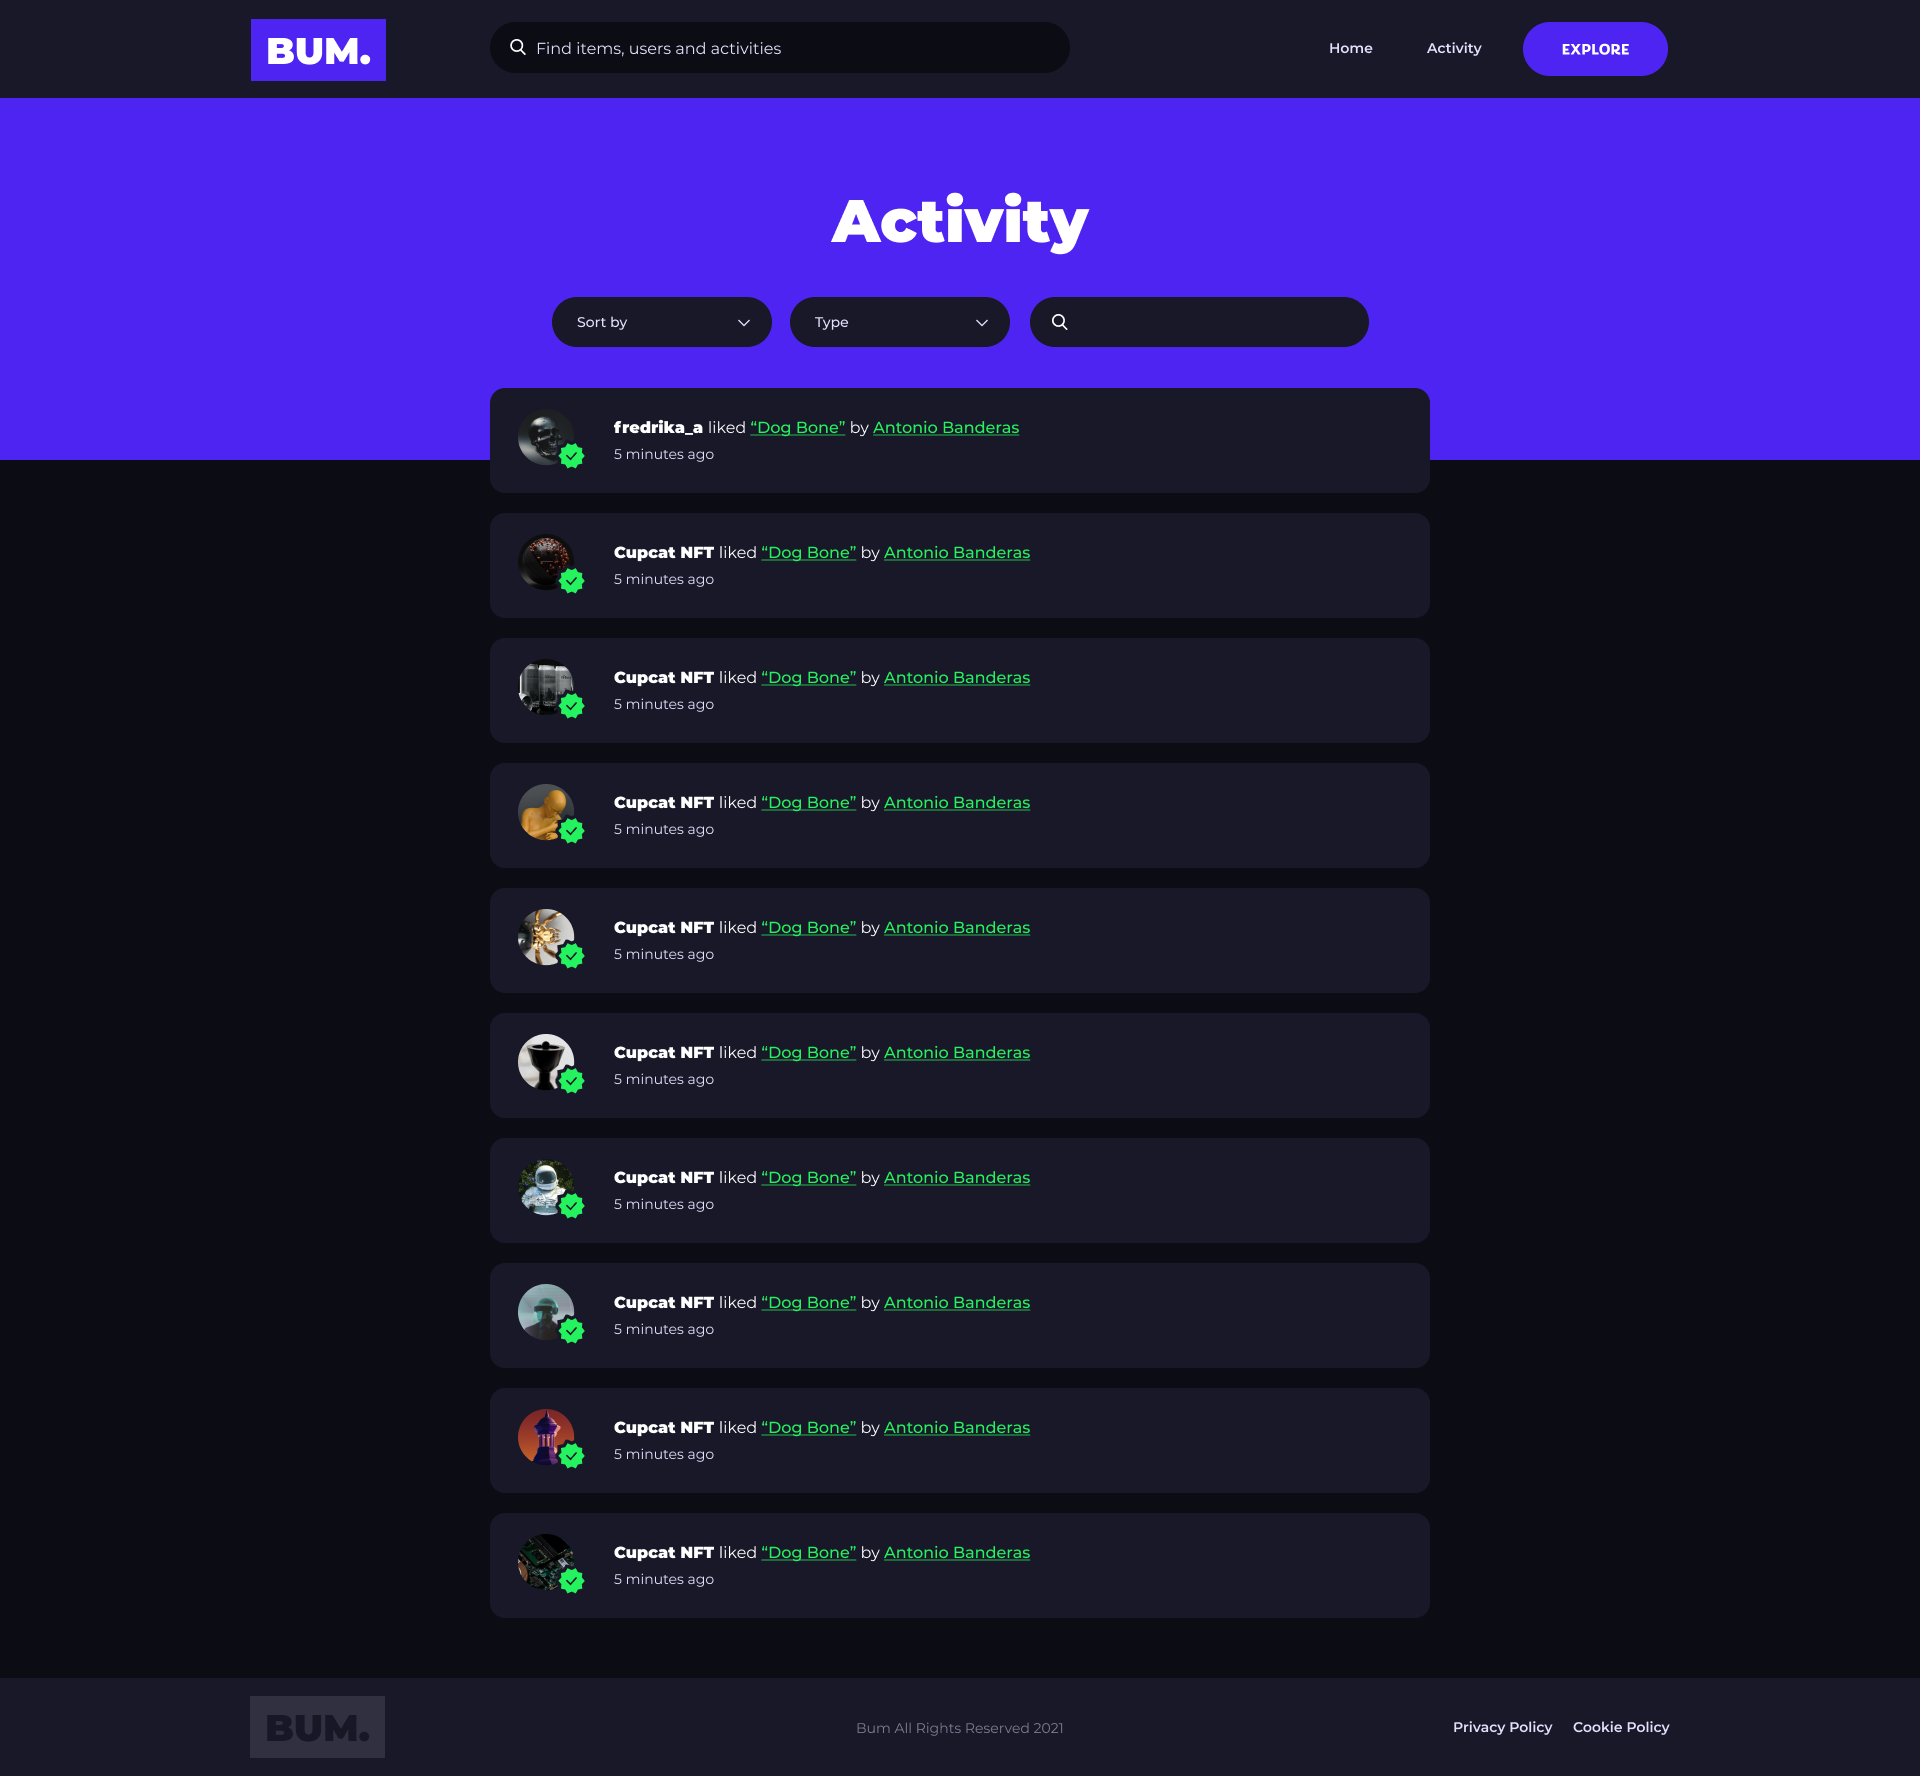 BUM.
Find items, users and activities
Home
Activity
EXPLORE
Activity
Sort by
Type
fredrika_a liked “Dog Bone” by Antonio Banderas
5 minutes ago
Cupcat NFT liked “Dog Bone” by Antonio Banderas
5 minutes ago
Cupcat NFT liked “Dog Bone” by Antonio Banderas
5 minutes ago
Cupcat NFT liked “Dog Bone” by Antonio Banderas
5 minutes ago
Cupcat NFT liked “Dog Bone” by Antonio Banderas
5 minutes ago
Cupcat NFT liked “Dog Bone” by Antonio Banderas
5 minutes ago
Cupcat NFT liked “Dog Bone” by Antonio Banderas
5 minutes ago
Cupcat NFT liked “Dog Bone” by Antonio Banderas
5 minutes ago
Cupcat NFT liked “Dog Bone” by Antonio Banderas
5 minutes ago
Cupcat NFT liked “Dog Bone” by Antonio Banderas
5 minutes ago
BUM.
Bum All Rights Reserved 2021
Privacy Policy
Cookie Policy